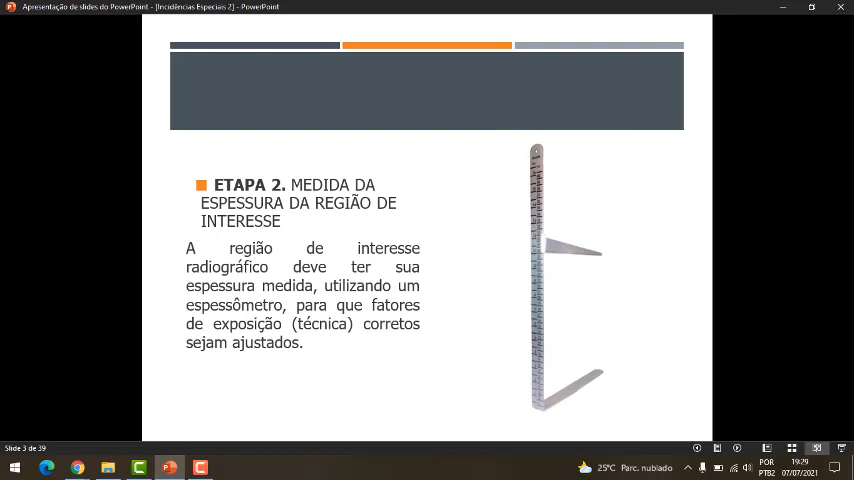 Apresentação de slides do PowerPoint - [Incidências Especiais 2] - PowerPoint
ETAPA 2. MEDIDA DA
ESPESSURA DA REGIÃO DE
INTERESSE
A região de interesse
radiográfico deve ter sua
espessura medida, utilizando um
espessômetro, para que fatores
de exposição (técnica) corretos
sejam ajustados.
Slide 3 de 39
25°C Parc. nublado
POR
PTB2
19:29
07/07/2021